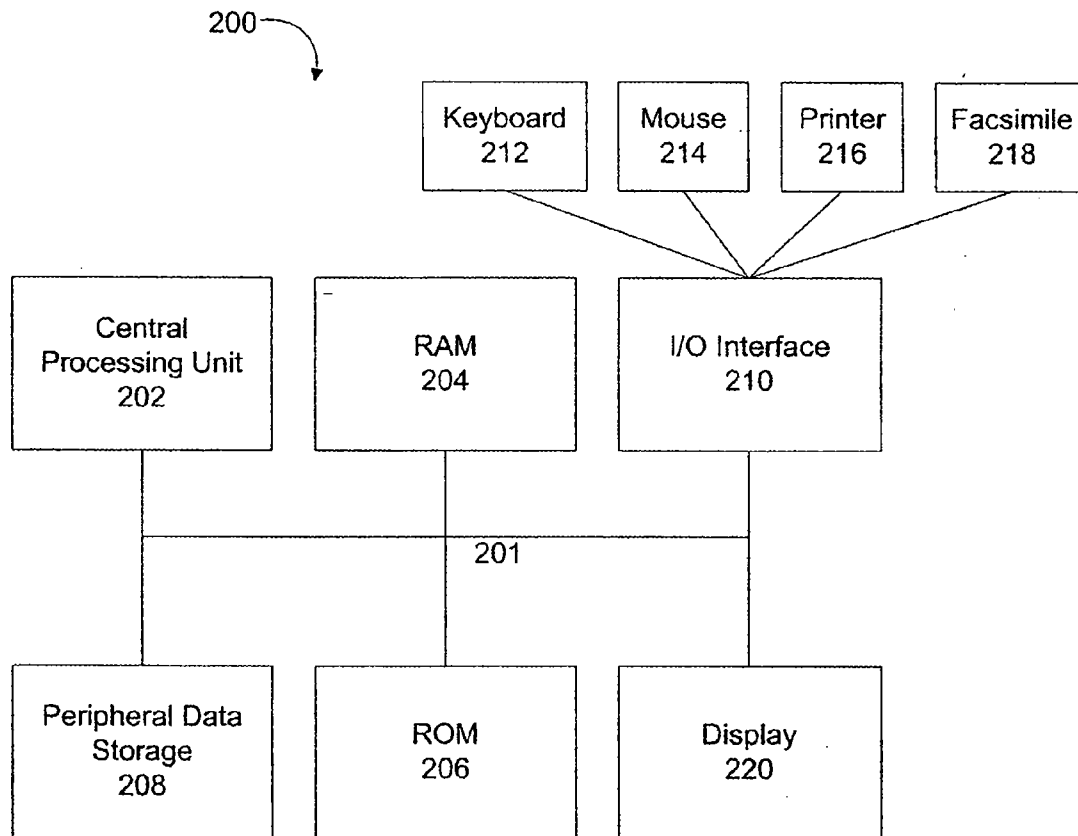 200
Keyboard
212
Mouse
214
Printer
216
Facsimile
218
Central
Processing Unit
202
RAM
204
I/O Interface
210
201
Peripheral Data
Storage
208
ROM
206
Display
220